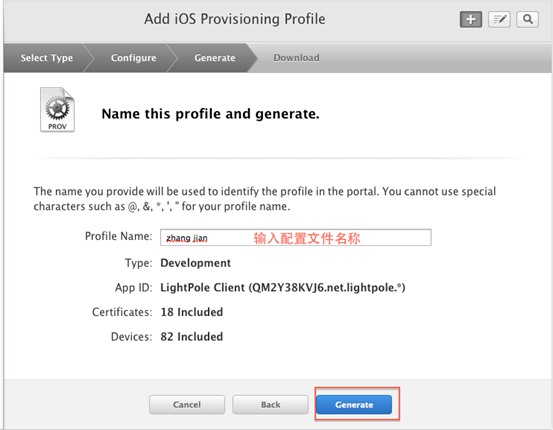 Add iOS Provisioning Profile
Select Type
Configure
Generate
Download
PROV
Name this profile and generate.
The name you provide will be used to identify the profile in the portal. You cannot use special
characters such as @, &, *, ', " for your profile name.
Profile Name: zhang jian 输入配置文件名称
Type: Development
App ID: LightPole Client (QM2Y38KVJ6.net.lightpole.*)
Certificates: 18 Included
Devices: 82 Included
Cancel
Back
Generate